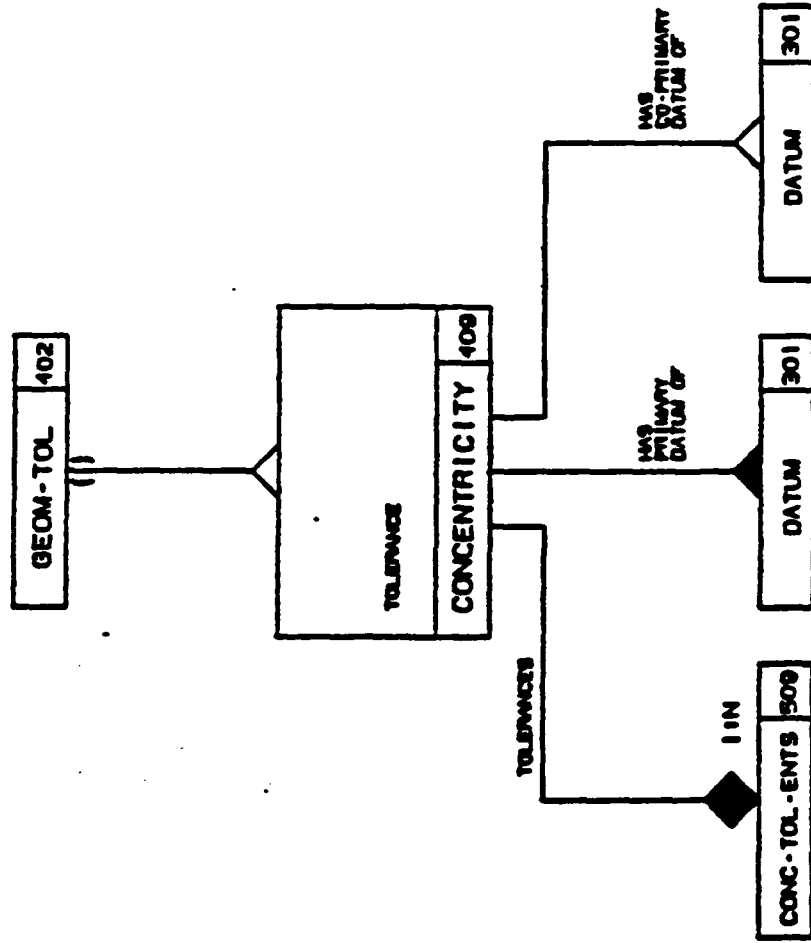 GEOM-TOL 402
TOLERANCE
CONCENTRICITY 409
TOLERANCES
HAS
PRIMARY
DATUM OF
HAS
CO-PRIMARY
DATUM OF
1 1N
CONC-TOL-ENTS 509
DATUM 301
DATUM 301